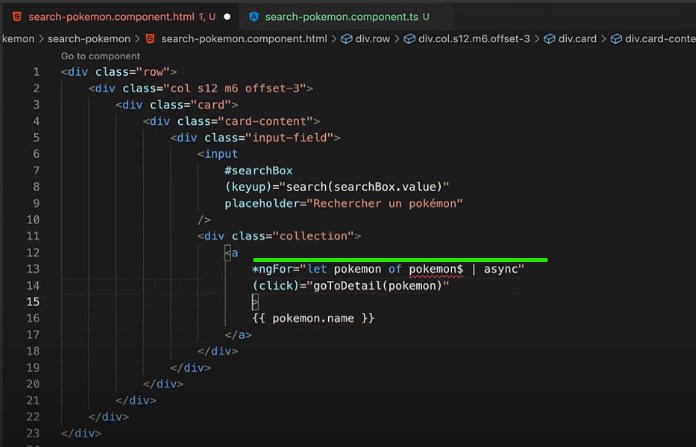 search-pokemon.component.html 1, U
search-pokemon.component.ts U
kemon > search-pokemon > search-pokemon.component.html > div.row > div.col.s12.m6.offset-3 > div.card > div.card-conte
Go to component
1 <div class="row">
2 <div class="col s12 m6 offset-3">
3 <div class="card">
4 <div class="card-content">
5 <div class="input-field">
6 <input
7 #searchBox
8 (keyup)="search(searchBox.value)"
9 placeholder="Rechercher un pokémon"
10 />
11 <div class="collection">
12 <a
13 *ngFor="let pokemon of pokemon$ | async"
14 (click)="goToDetail(pokemon)"
15 >
16 {{ pokemon.name }}
17 </a>
18 </div>
19 </div>
20 </div>
21 </div>
22 </div>
23 </div>